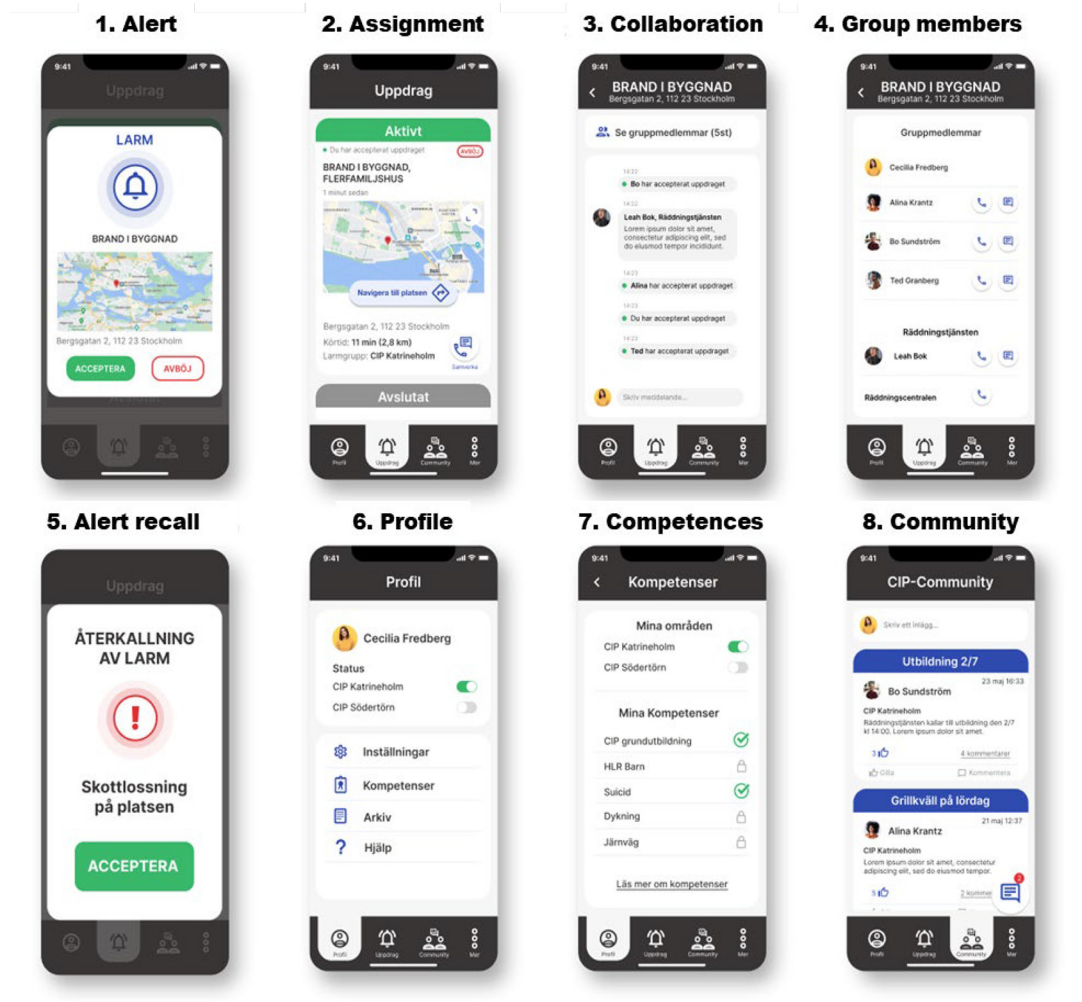 1. Alert
2. Assignment
3. Collaboration
4. Group members
9:41
Uppdrag
LARM
BRAND I BYGGNAD
Bergsgatan 2, 112 23 Stockholm
ACCEPTERA
AVBÖJ
Avslutat
9:41
Uppdrag
Aktivt
Du har accepterat uppdraget
AVBÖJ
BRAND I BYGGNAD,
FLERFAMILJSHUS
1 minut sedan
Navigera till platsen
Bergsgatan 2, 112 23 Stockholm
Körtid: 11 min (2,8 km)
Larmgrupp: CIP Katrineholm
Samverka
Avslutat
Profil
Uppdrag
Community
Mer
9:41
BRAND I BYGGNAD
Bergsgatan 2, 112 23 Stockholm
Se gruppmedlemmar (5st)
14:22
Bo har accepterat uppdraget
14:22
Leah Bok, Räddningstjänsten
Lorem ipsum dolor sit amet,
consectetur adipiscing elit, sed
do eiusmod tempor incididunt.
14:23
Alina har accepterat uppdraget
14:23
Du har accepterat uppdraget
14:23
Ted har accepterat uppdraget
Skriv meddelande...
Profil
Uppdrag
Community
Mer
9:41
BRAND I BYGGNAD
Bergsgatan 2, 112 23 Stockholm
Gruppmedlemmar
Cecilia Fredberg
Alina Krantz
Bo Sundström
Ted Granberg
Räddningstjänsten
Leah Bok
Räddningscentralen
Profil
Uppdrag
Community
Mer
5. Alert recall
6. Profile
7. Competences
8. Community
Uppdrag
ÅTERKALLNING
AV LARM
!
Skottlossning
på platsen
ACCEPTERA
9:41
Profil
Cecilia Fredberg
Status
CIP Katrineholm
CIP Södertörn
Inställningar
Kompetenser
Arkiv
? Hjälp
Profil
Uppdrag
Community
Mer
9:41
Kompetenser
Mina områden
CIP Katrineholm
CIP Södertörn
Mina Kompetenser
CIP grundutbildning
HLR Barn
Suicid
Dykning
Järnväg
Läs mer om kompetenser
Profil
Uppdrag
Community
Mer
9:41
CIP-Community
Skriv ett inlägg...
Utbildning 2/7
23 maj 16:33
Bo Sundström
CIP Katrineholm
Räddningstjänsten kallar till utbildning den 2/7
kl 14:00. Lorem ipsum dolor sit amet.
3
4 kommentarer
Gilla
Kommentera
Grillkväll på lördag
21 maj 12:37
Alina Krantz
CIP Katrineholm
Lorem ipsum dolor sit amet, consectetur
adipiscing elit, sed do eiusmod tempor.
5
2 kommen
2
Profil
Uppdrag
Community
Mer